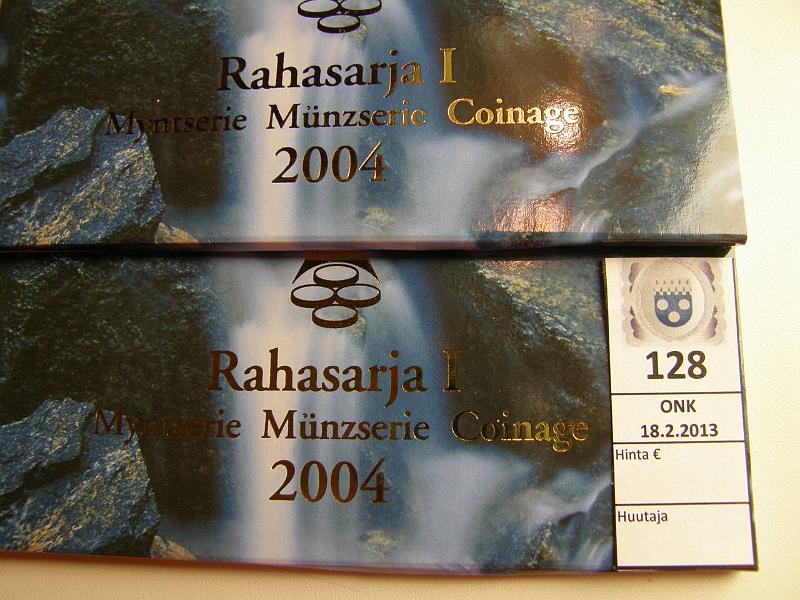 Rahasarja I
Myntserie Münzserie Coinage
2004
Rahasarja I
Myntserie Münzserie Coinage
2004
128
ONK
18.2.2013
Hinta €
Huutaja